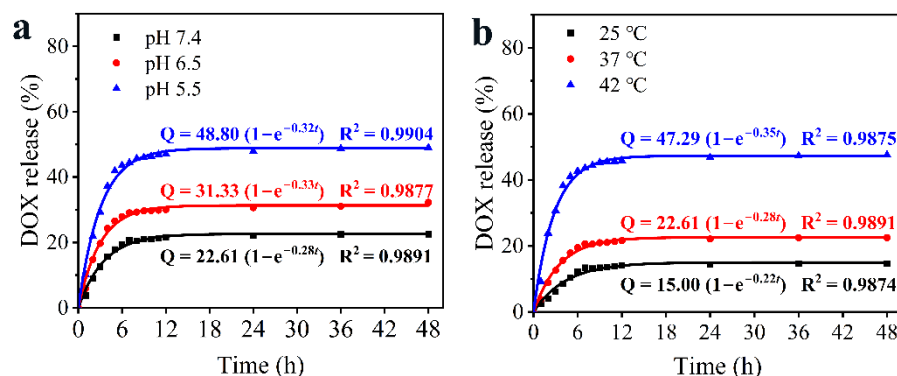 a
pH 7.4
pH 6.5
pH 5.5
Q = 48.80 (1−e^−0.32t) R² = 0.9904
Q = 31.33 (1−e^−0.33t) R² = 0.9877
Q = 22.61 (1−e^−0.28t) R² = 0.9891
DOX release (%)
80
60
40
20
0
0 6 12 18 24 30 36 42 48
Time (h)
b
25 °C
37 °C
42 °C
Q = 47.29 (1−e^−0.35t) R² = 0.9875
Q = 22.61 (1−e^−0.28t) R² = 0.9891
Q = 15.00 (1−e^−0.22t) R² = 0.9874
DOX release (%)
80
60
40
20
0
0 6 12 18 24 30 36 42 48
Time (h)